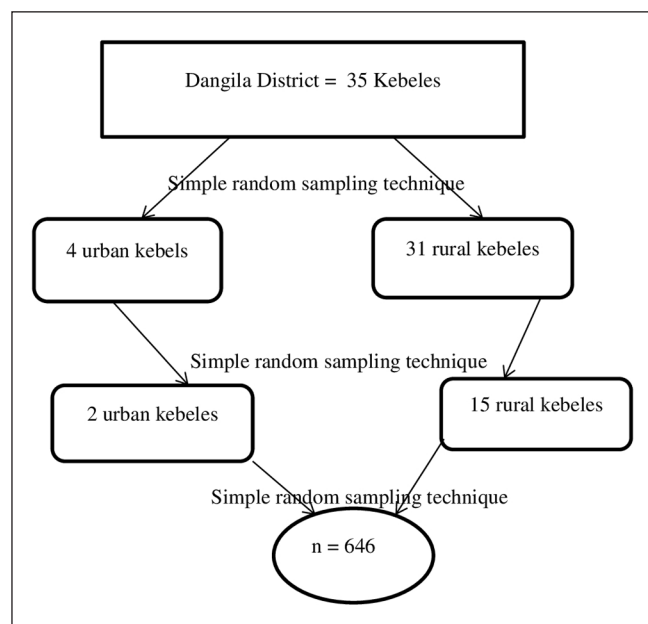 Dangila District =  35 Kebeles
Simple random sampling technique
4 urban kebels
31 rural kebeles
Simple random sampling technique
2 urban kebeles
15 rural kebeles
Simple random sampling technique
n = 646